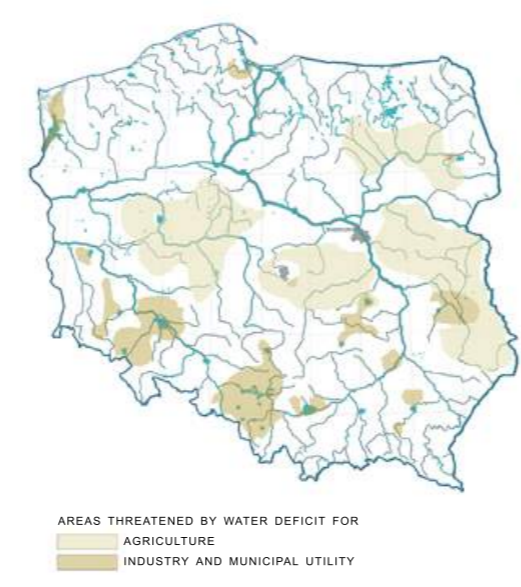 AREAS THREATENED BY WATER DEFICIT FOR
AGRICULTURE
INDUSTRY AND MUNICIPAL UTILITY